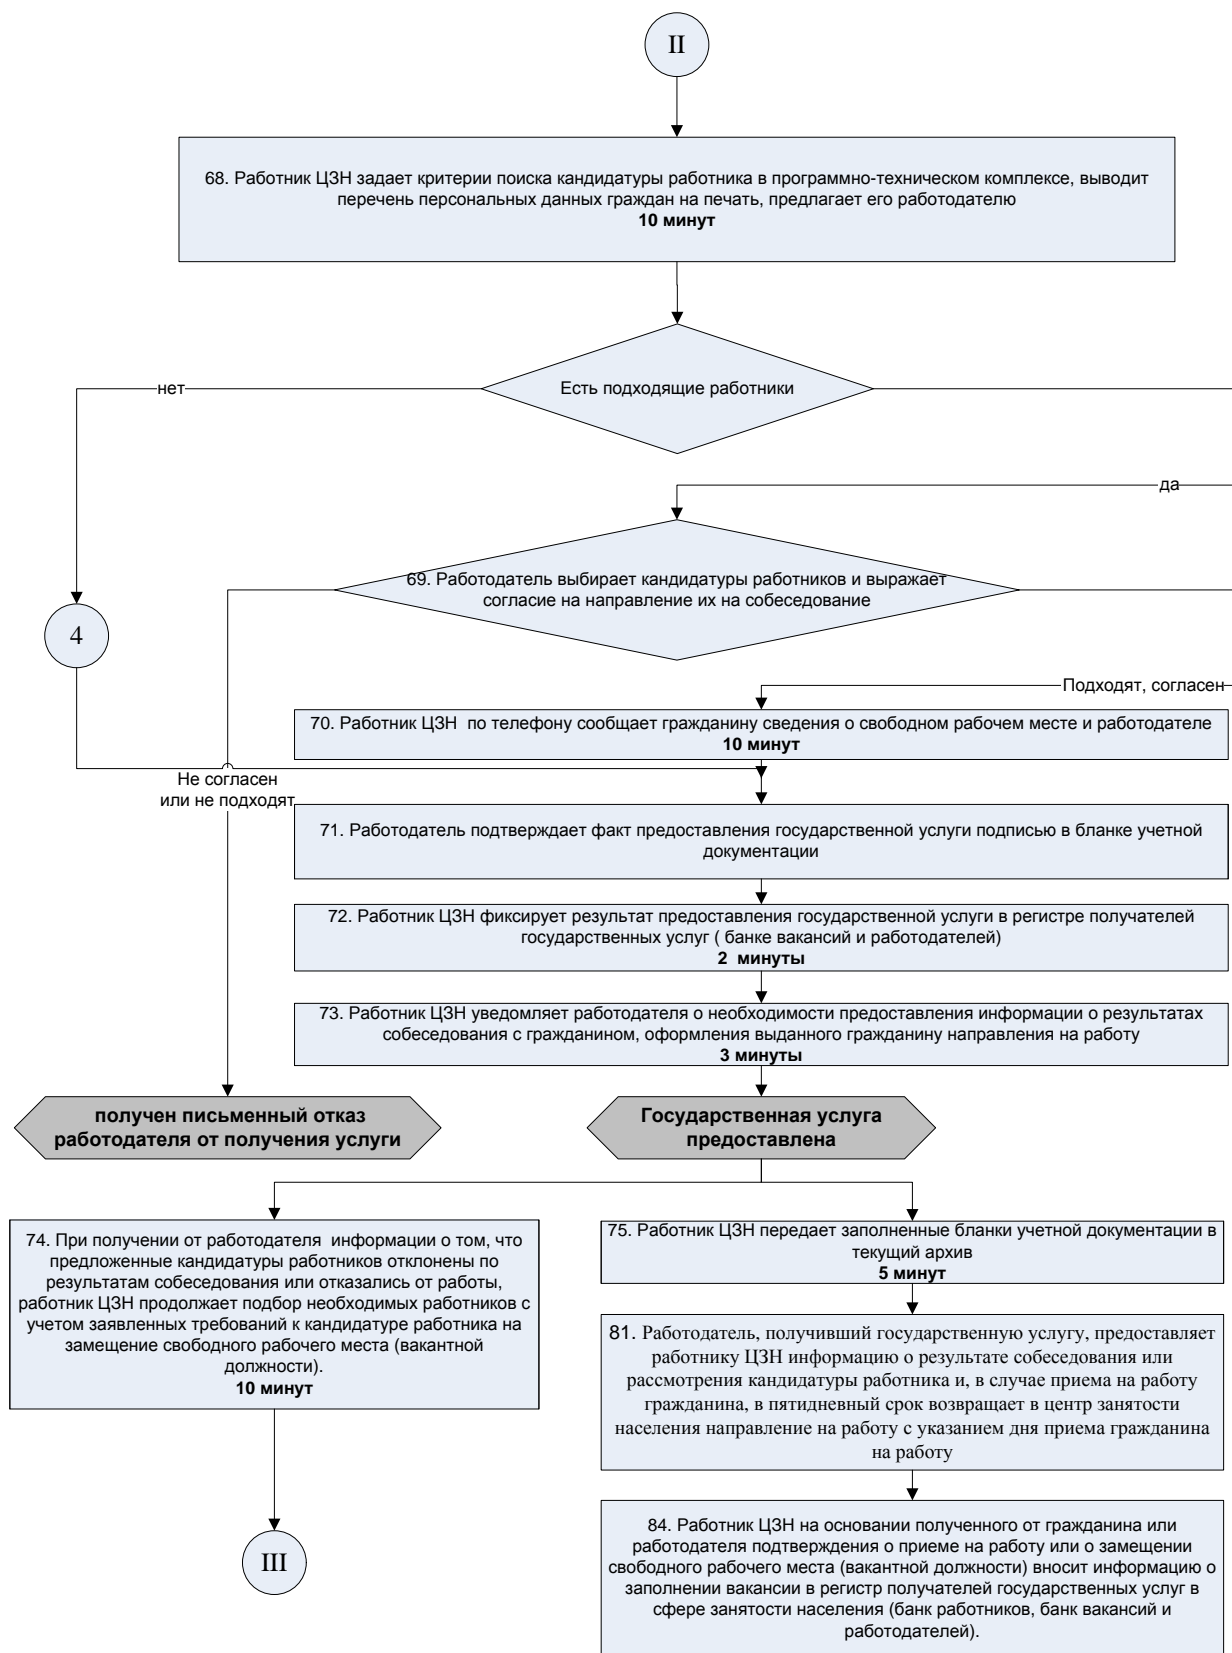 II
68. Работник ЦЗН задает критерии поиска кандидатуры работника в программно-техническом комплексе, выводит
перечень персональных данных граждан на печать, предлагает его работодателю
10 минут
нет
Есть подходящие работники
да
69. Работодатель выбирает кандидатуры работников и выражает
согласие на направление их на собеседование
4
Подходят, согласен
70. Работник ЦЗН по телефону сообщает гражданину сведения о свободном рабочем месте и работодателе
10 минут
Не согласен
или не подходят
71. Работодатель подтверждает факт предоставления государственной услуги подписью в бланке учетной
документации
72. Работник ЦЗН фиксирует результат предоставления государственной услуги в регистре получателей
государственных услуг ( банке вакансий и работодателей)
2 минуты
73. Работник ЦЗН уведомляет работодателя о необходимости предоставления информации о результатах
собеседования с гражданином, оформления выданного гражданину направления на работу
3 минуты
получен письменный отказ
работодателя от получения услуги
Государственная услуга
предоставлена
74. При получении от работодателя информации о том, что
предложенные кандидатуры работников отклонены по
результатам собеседования или отказались от работы,
работник ЦЗН продолжает подбор необходимых работников с
учетом заявленных требований к кандидатуре работника на
замещение свободного рабочего места (вакантной
должности).
10 минут
75. Работник ЦЗН передает заполненные бланки учетной документации в
текущий архив
5 минут
81. Работодатель, получивший государственную услугу, предоставляет
работнику ЦЗН информацию о результате собеседования или
рассмотрения кандидатуры работника и, в случае приема на работу
гражданина, в пятидневный срок возвращает в центр занятости
населения направление на работу с указанием дня приема гражданина
на работу
III
84. Работник ЦЗН на основании полученного от гражданина или
работодателя подтверждения о приеме на работу или о замещении
свободного рабочего места (вакантной должности) вносит информацию о
заполнении вакансии в регистр получателей государственных услуг в
сфере занятости населения (банк работников, банк вакансий и
работодателей).